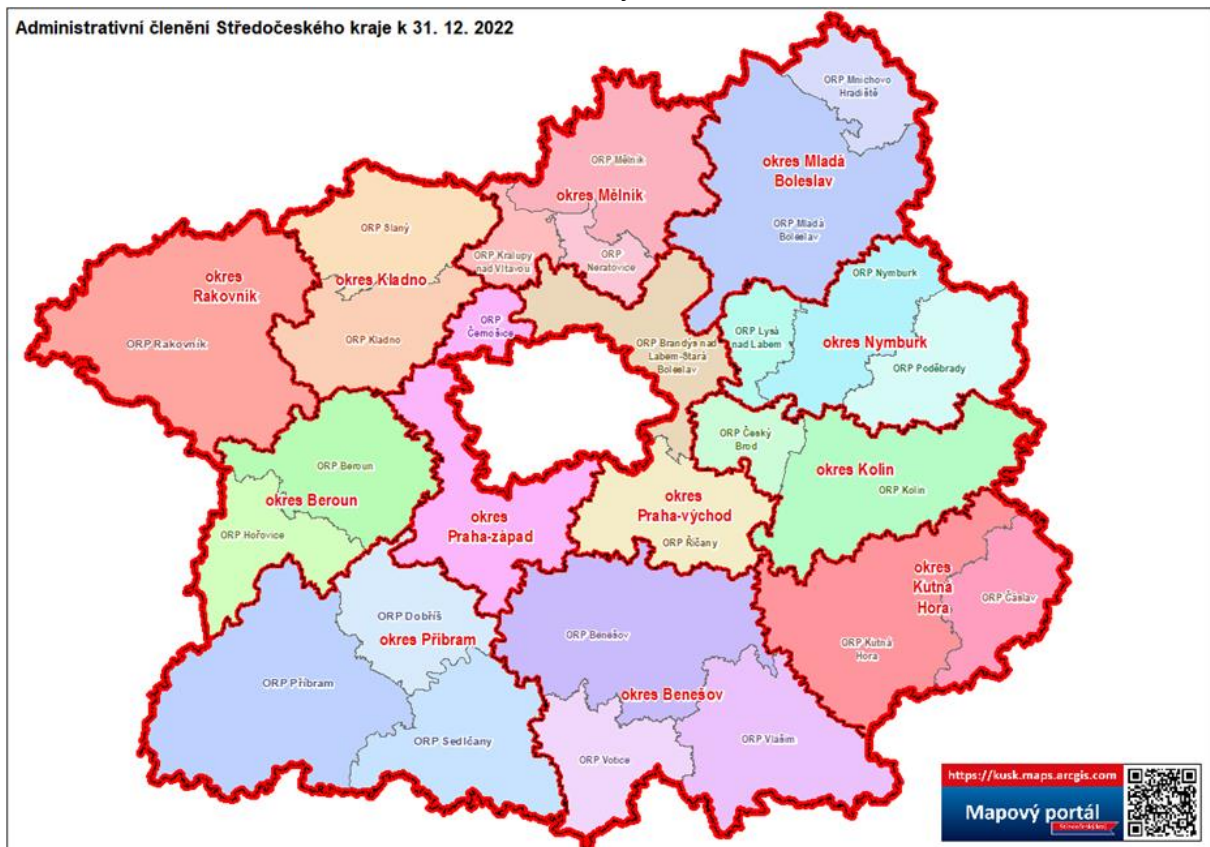 Administrativní členění Středočeského kraje k 31. 12. 2022
ORP Mnichovo
Hradiště
ORP Mělník
okres Mladá
Boleslav
okres Mělník
ORP Mladá
Boleslav
ORP Slaný
ORP Kralupy
nad Vltavou
ORP
Neratovice
okres
Rakovník
okres Kladno
ORP Nymburk
ORP
Černošice
ORP Rakovník
ORP Kladno
ORP Brandýs nad
Labem-Stará
Boleslav
ORP Lysá
nad Labem
okres Nymburk
ORP Poděbrady
ORP Český
Brod
ORP Beroun
okres Kolín
ORP Kolín
okres Beroun
okres
Praha-východ
okres
Praha-západ
ORP Hořovice
ORP Říčany
okres
Kutná
Hora
ORP Čáslav
ORP Dobříš
okres Příbram
ORP Benešov
ORP Kutná
Hora
ORP Příbram
okres Benešov
ORP Sedlčany
ORP Votice
ORP Vlašim
https://kusk.maps.arcgis.com
Mapový portál